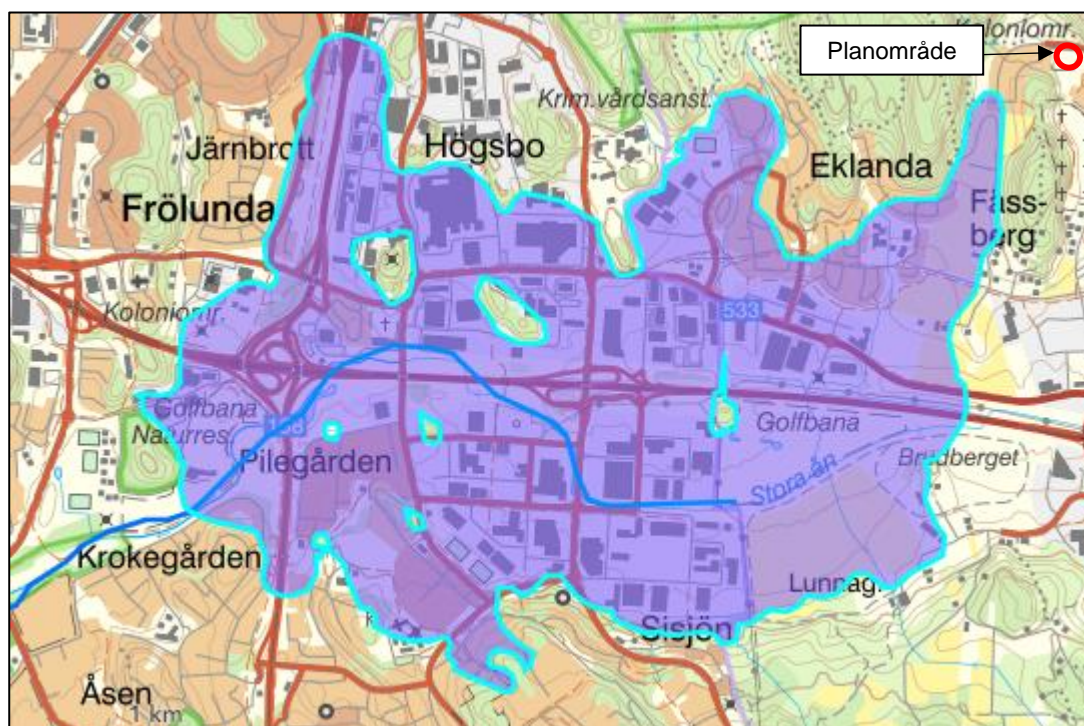 Koloniomr.
Planområde
Krim.vårdsanst.
Järnbrott
Högsbo
Eklanda
Frölunda
Fäss-
berg
Koloniomr.
533
Golfbana
Naturres.
158
Golfbana
Pilegården
Brudberget
Stora ån
Krokegården
Lunnag.
Sisjön
Åsen
1 km